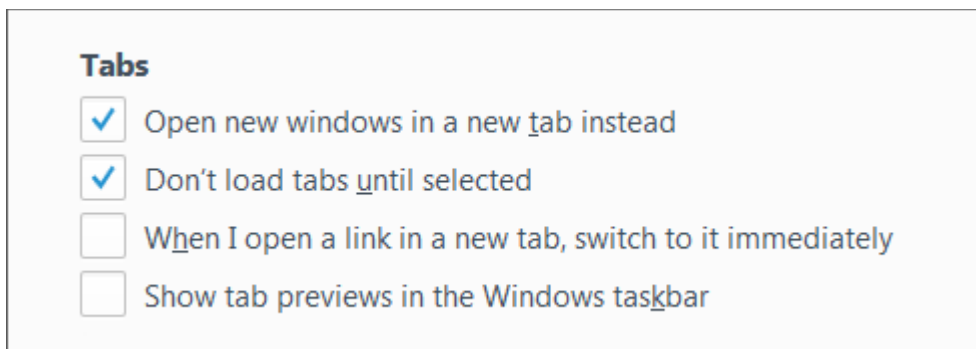 Tabs
Open new windows in a new tab instead
Don't load tabs until selected
When I open a link in a new tab, switch to it immediately
Show tab previews in the Windows taskbar